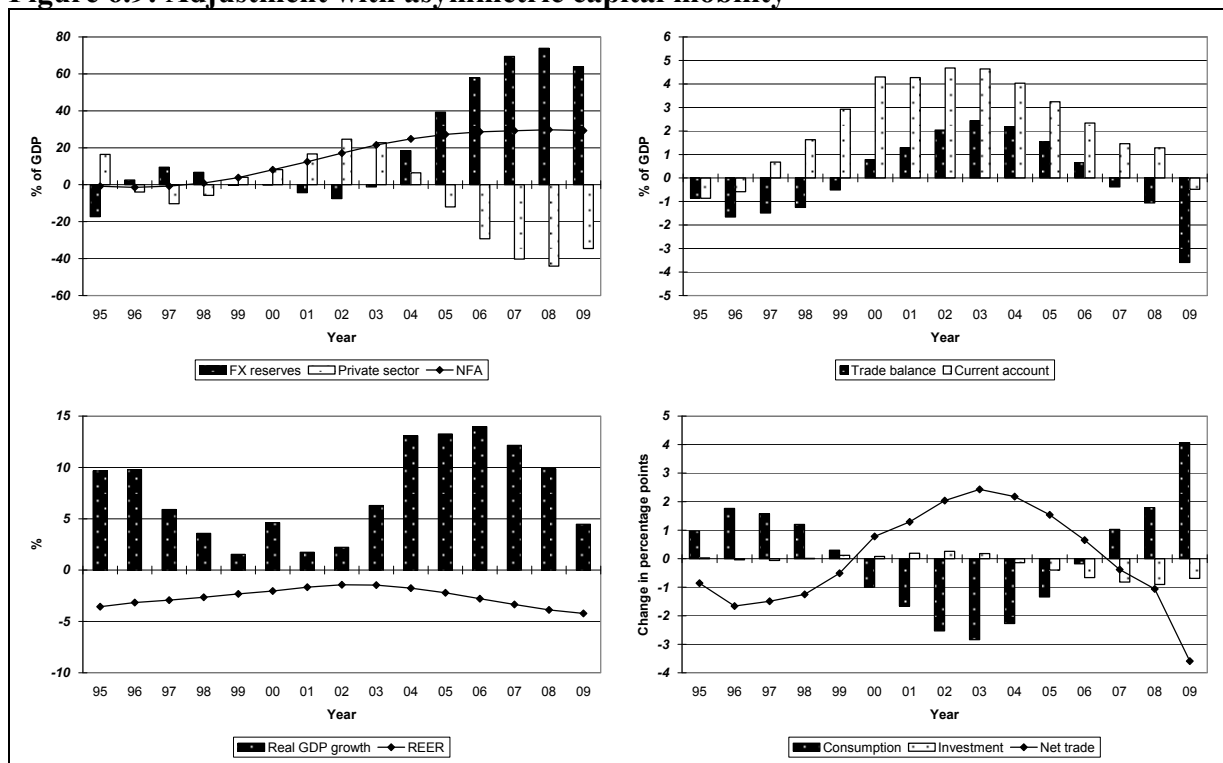 Figure 6.9: Adjustment with asymmetric capital mobility
80
60
40
20
0
-20
-40
-60
% of GDP
95 96 97 98 99 00 01 02 03 04 05 06 07 08 09
Year
FX reserves Private sector NFA
6
5
4
3
2
1
0
-1
-2
-3
-4
-5
% of GDP
95 96 97 98 99 00 01 02 03 04 05 06 07 08 09
Year
Trade balance Current account
15
10
5
0
-5
-10
%
95 96 97 98 99 00 01 02 03 04 05 06 07 08 09
Year
Real GDP growth REER
5
4
3
2
1
0
-1
-2
-3
-4
Change in percentage points
95 96 97 98 99 00 01 02 03 04 05 06 07 08 09
Year
Consumption Investment Net trade